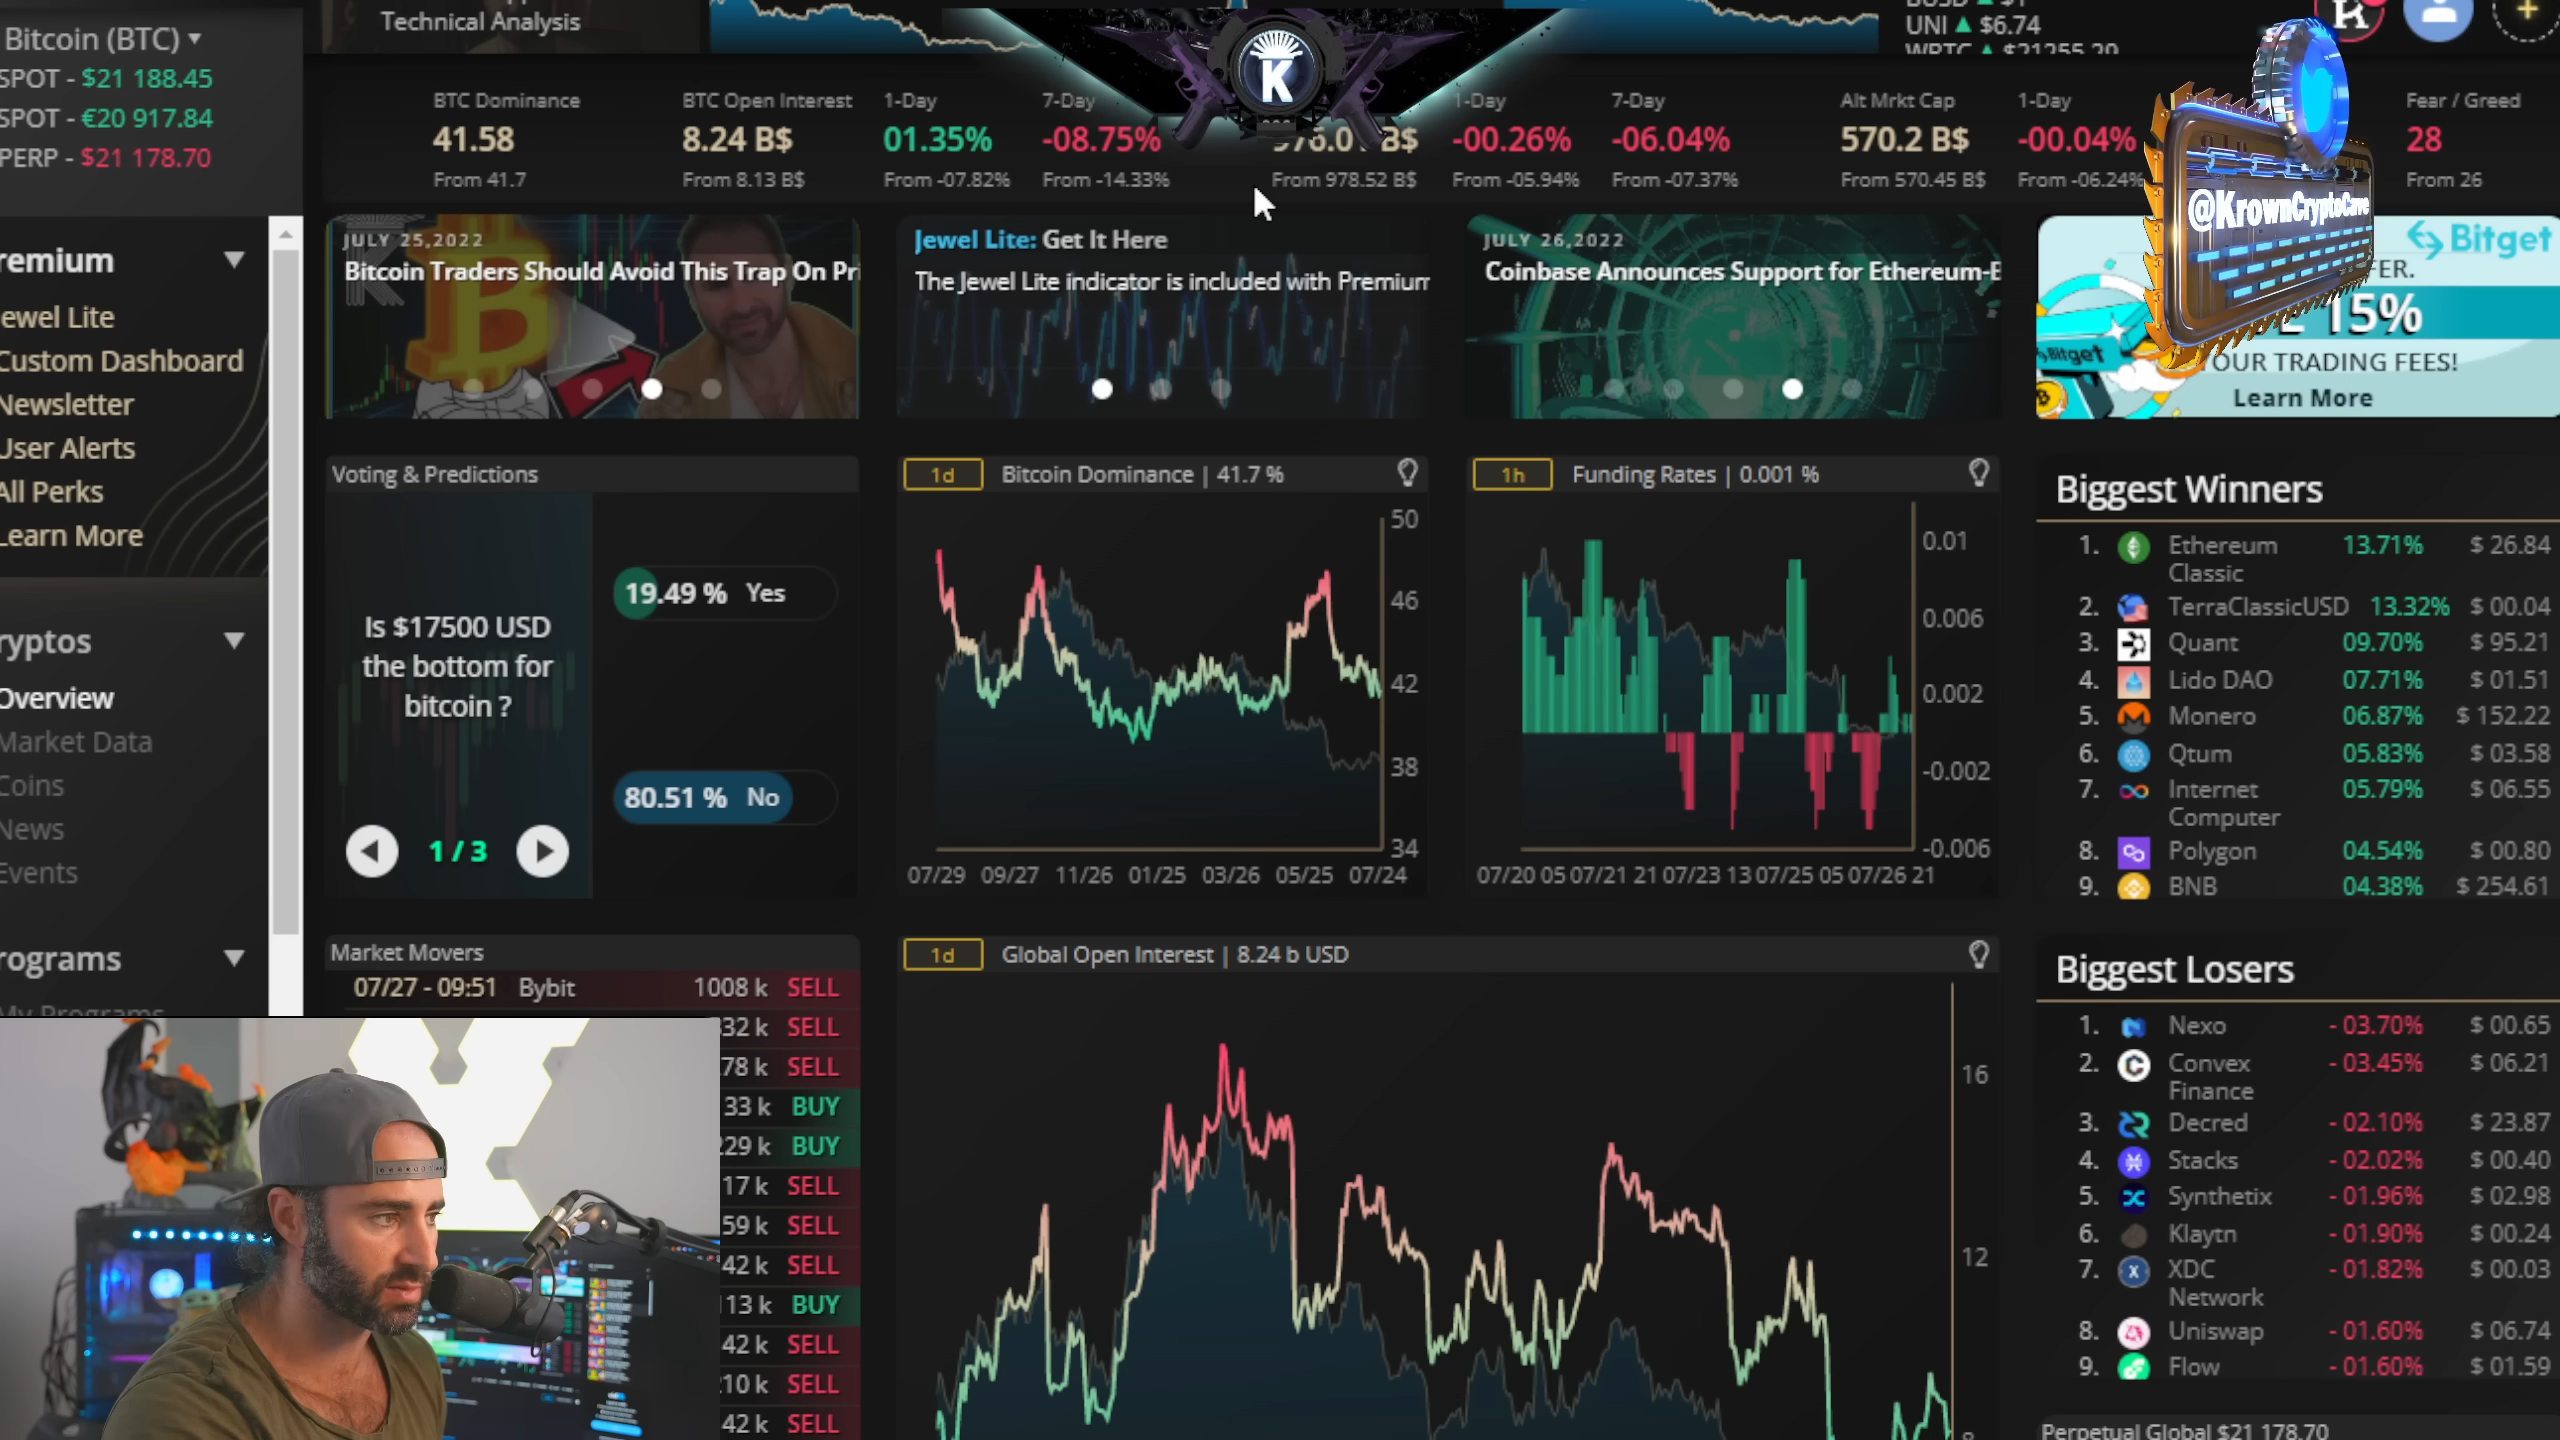 Technical Analysis
Bitcoin (BTC)
SPOT - $21 188.45
SPOT - €20 917.84
PERP - $21 178.70
UNI ▲ $6.74
K
@KrownCryptoCave
BTC Dominance
41.58
From 41.7
BTC Open Interest
8.24 B$
From 8.13 B$
1-Day
01.35%
From -07.82%
7-Day
-08.75%
From -14.33%
From 978.52 B$
1-Day
-00.26%
From -05.94%
7-Day
-06.04%
From -07.37%
Alt Mrkt Cap
570.2 B$
From 570.45 B$
1-Day
-00.04%
From -06.24%
Fear / Greed
28
From 26
remium
ewel Lite
Custom Dashboard
Newsletter
User Alerts
All Perks
Learn More
ryptos
Overview
Market Data
Coins
News
Events
rograms
My Programs
JULY 25,2022
Bitcoin Traders Should Avoid This Trap On Pri
Jewel Lite: Get It Here
The Jewel Lite indicator is included with Premium
JULY 26,2022
Coinbase Announces Support for Ethereum-B
Bitget
FER.
15%
YOUR TRADING FEES!
Learn More
Bitget
Voting & Predictions
Is $17500 USD
the bottom for
bitcoin ?
19.49 % Yes
80.51 % No
1 / 3
1d Bitcoin Dominance | 41.7 %
50
46
42
38
34
07/29 09/27 11/26 01/25 03/26 05/25 07/24
1h Funding Rates | 0.001 %
0.01
0.006
0.002
-0.002
-0.006
07/20 05 07/21 21 07/23 13 07/25 05 07/26 21
Biggest Winners
1. Ethereum Classic 13.71% $ 26.84
2. TerraClassicUSD 13.32% $ 00.04
3. Quant 09.70% $ 95.21
4. Lido DAO 07.71% $ 01.51
5. Monero 06.87% $ 152.22
6. Qtum 05.83% $ 03.58
7. Internet Computer 05.79% $ 06.55
8. Polygon 04.54% $ 00.80
9. BNB 04.38% $ 254.61
Market Movers
07/27 - 09:51 Bybit 1008 k SELL
32 k SELL
78 k SELL
33 k BUY
229 k BUY
17 k SELL
59 k SELL
42 k SELL
113 k BUY
42 k SELL
10 k SELL
42 k SELL
1d Global Open Interest | 8.24 b USD
16
12
Biggest Losers
1. Nexo - 03.70% $ 00.65
2. Convex Finance - 03.45% $ 06.21
3. Decred - 02.10% $ 23.87
4. Stacks - 02.02% $ 00.40
5. Synthetix - 01.96% $ 02.98
6. Klaytn - 01.90% $ 00.24
7. XDC Network - 01.82% $ 00.03
8. Uniswap - 01.60% $ 06.74
9. Flow - 01.60% $ 01.59
Perpetual Global $21 178.70